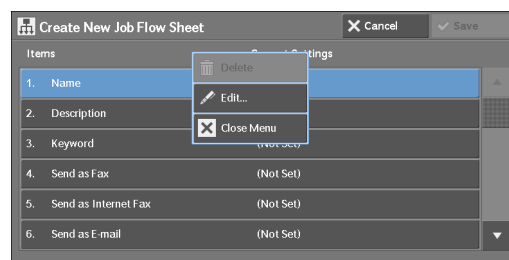 Create New Job Flow Sheet Cancel Save
Items tings
Delete
1. Name
Edit...
2. Description
Close Menu
3. Keyword (Not Set)
4. Send as Fax (Not Set)
5. Send as Internet Fax (Not Set)
6. Send as E-mail (Not Set)